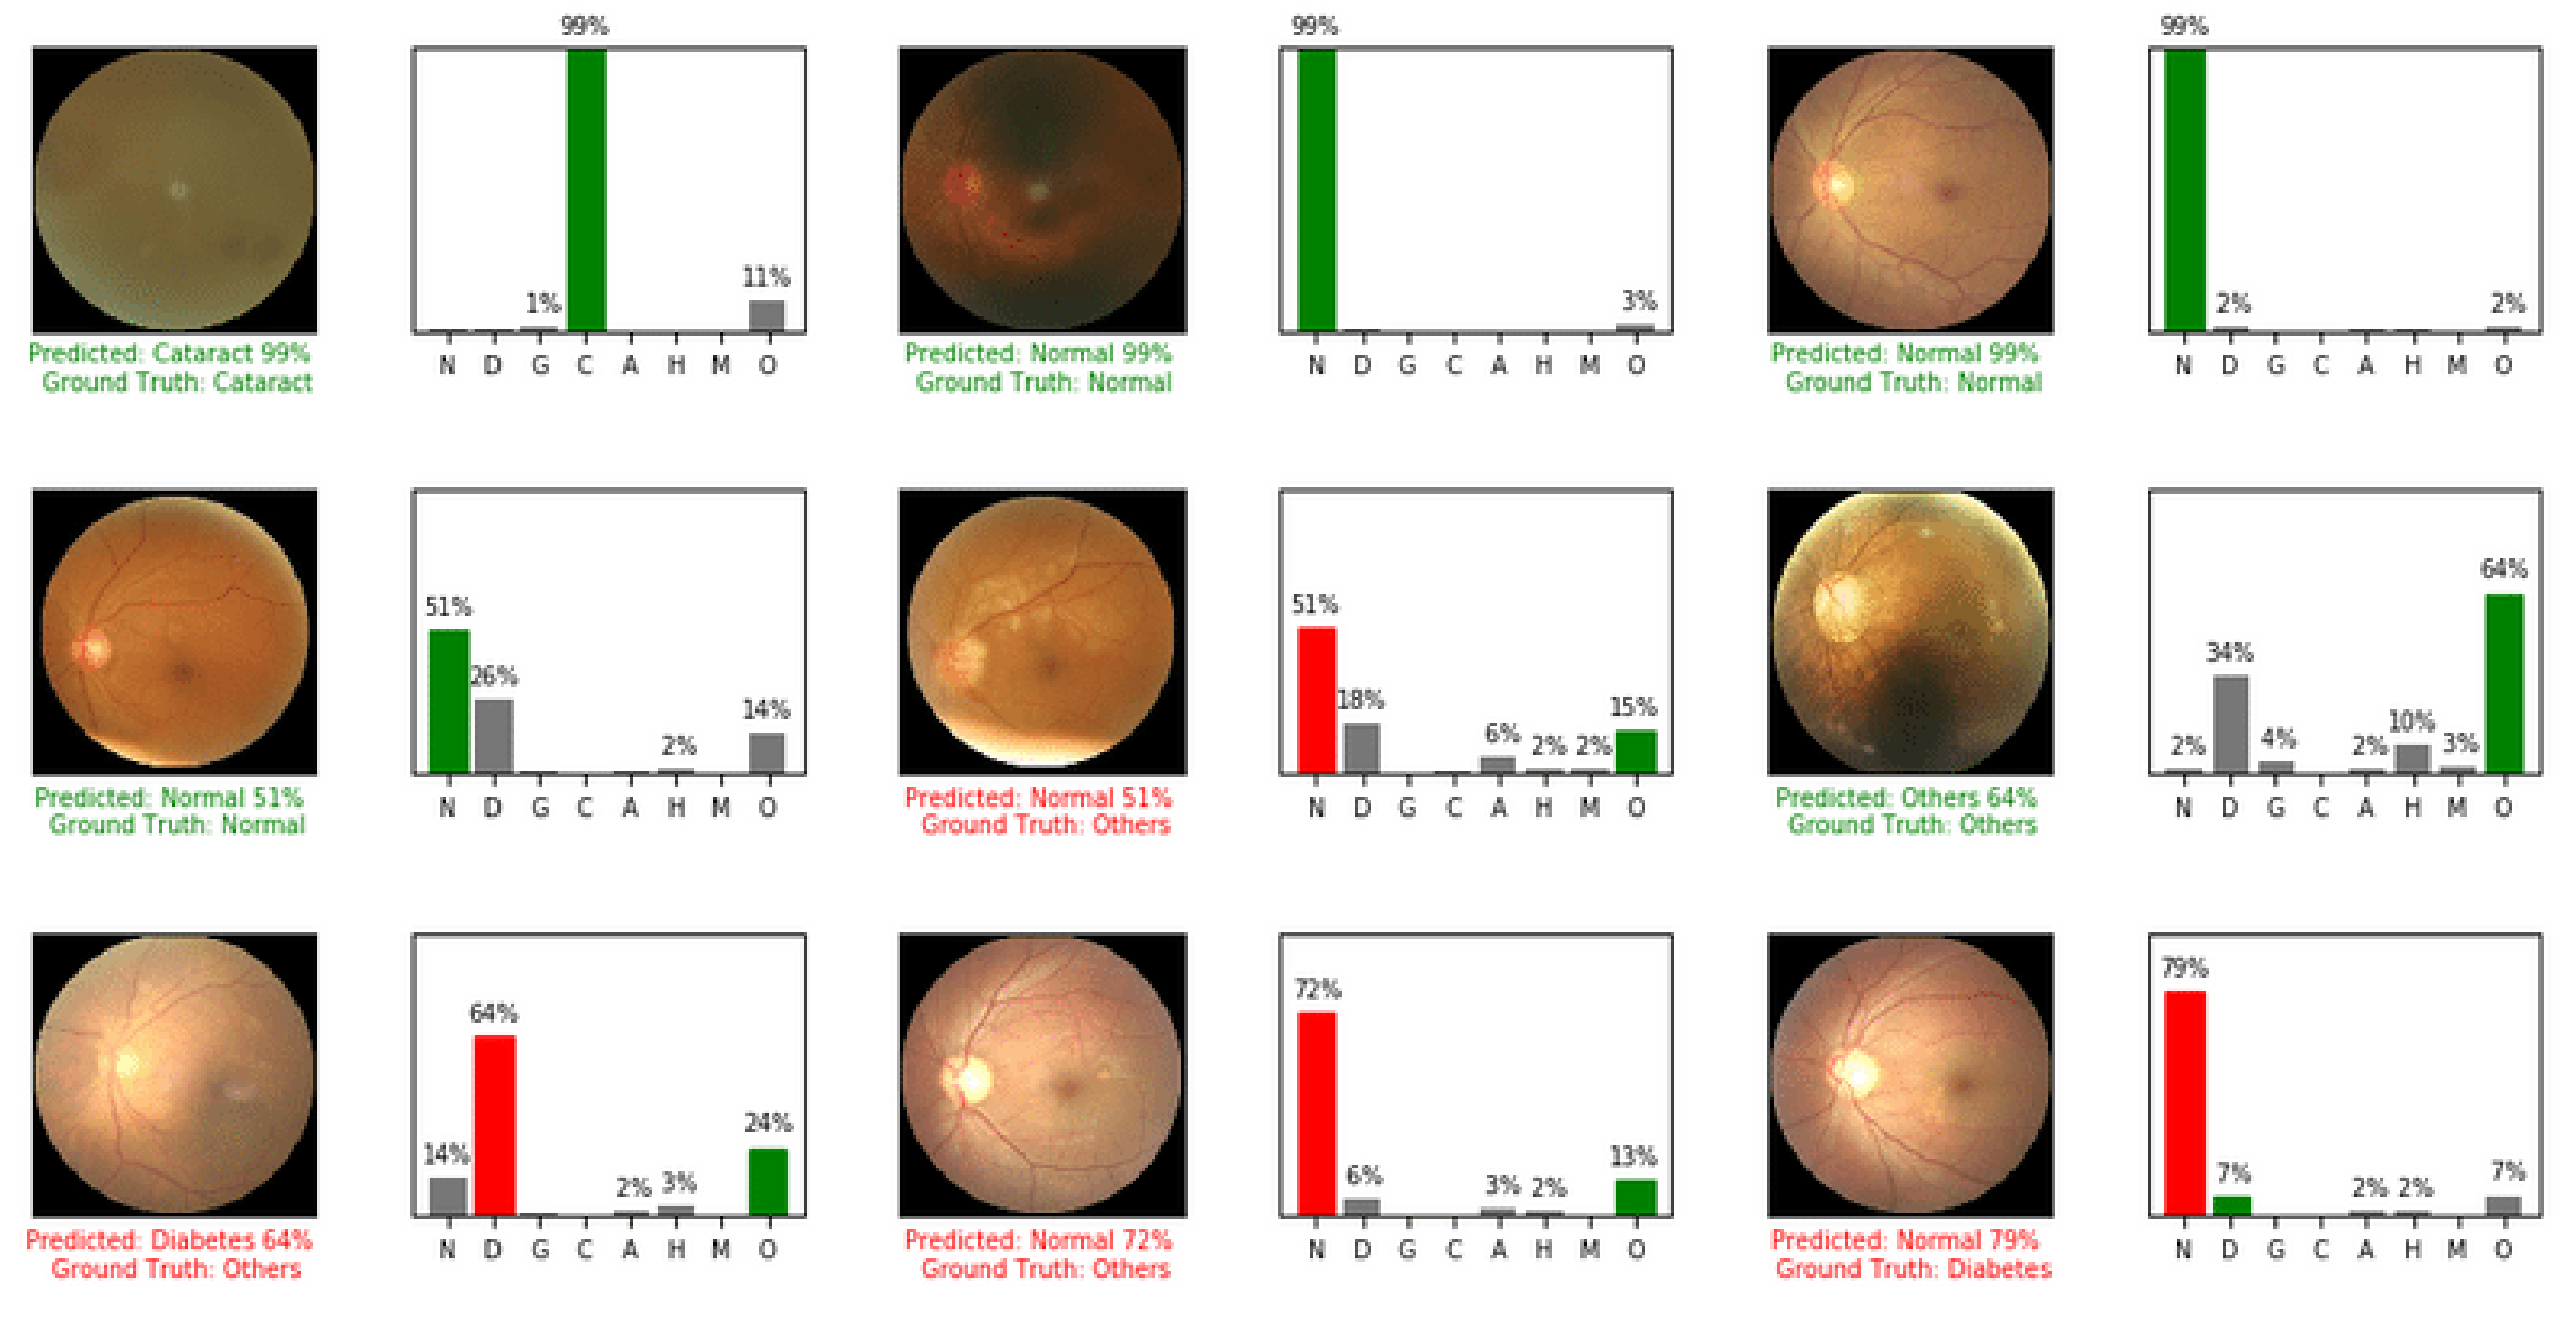 99%
1%
11%
N D G C A H M O
Predicted: Cataract 99%
Ground Truth: Cataract
99%
3%
N D G C A H M O
Predicted: Normal 99%
Ground Truth: Normal
99%
2%
2%
N D G C A H M O
Predicted: Normal 99%
Ground Truth: Normal
51%
26%
2%
14%
N D G C A H M O
Predicted: Normal 51%
Ground Truth: Normal
51%
18%
6%
2%
2%
15%
N D G C A H M O
Predicted: Normal 51%
Ground Truth: Others
2%
34%
4%
2%
10%
3%
64%
N D G C A H M O
Predicted: Others 64%
Ground Truth: Others
14%
64%
2%
3%
24%
N D G C A H M O
Predicted: Diabetes 64%
Ground Truth: Others
72%
6%
3%
2%
13%
N D G C A H M O
Predicted: Normal 72%
Ground Truth: Others
79%
7%
2%
2%
7%
N D G C A H M O
Predicted: Normal 79%
Ground Truth: Diabetes